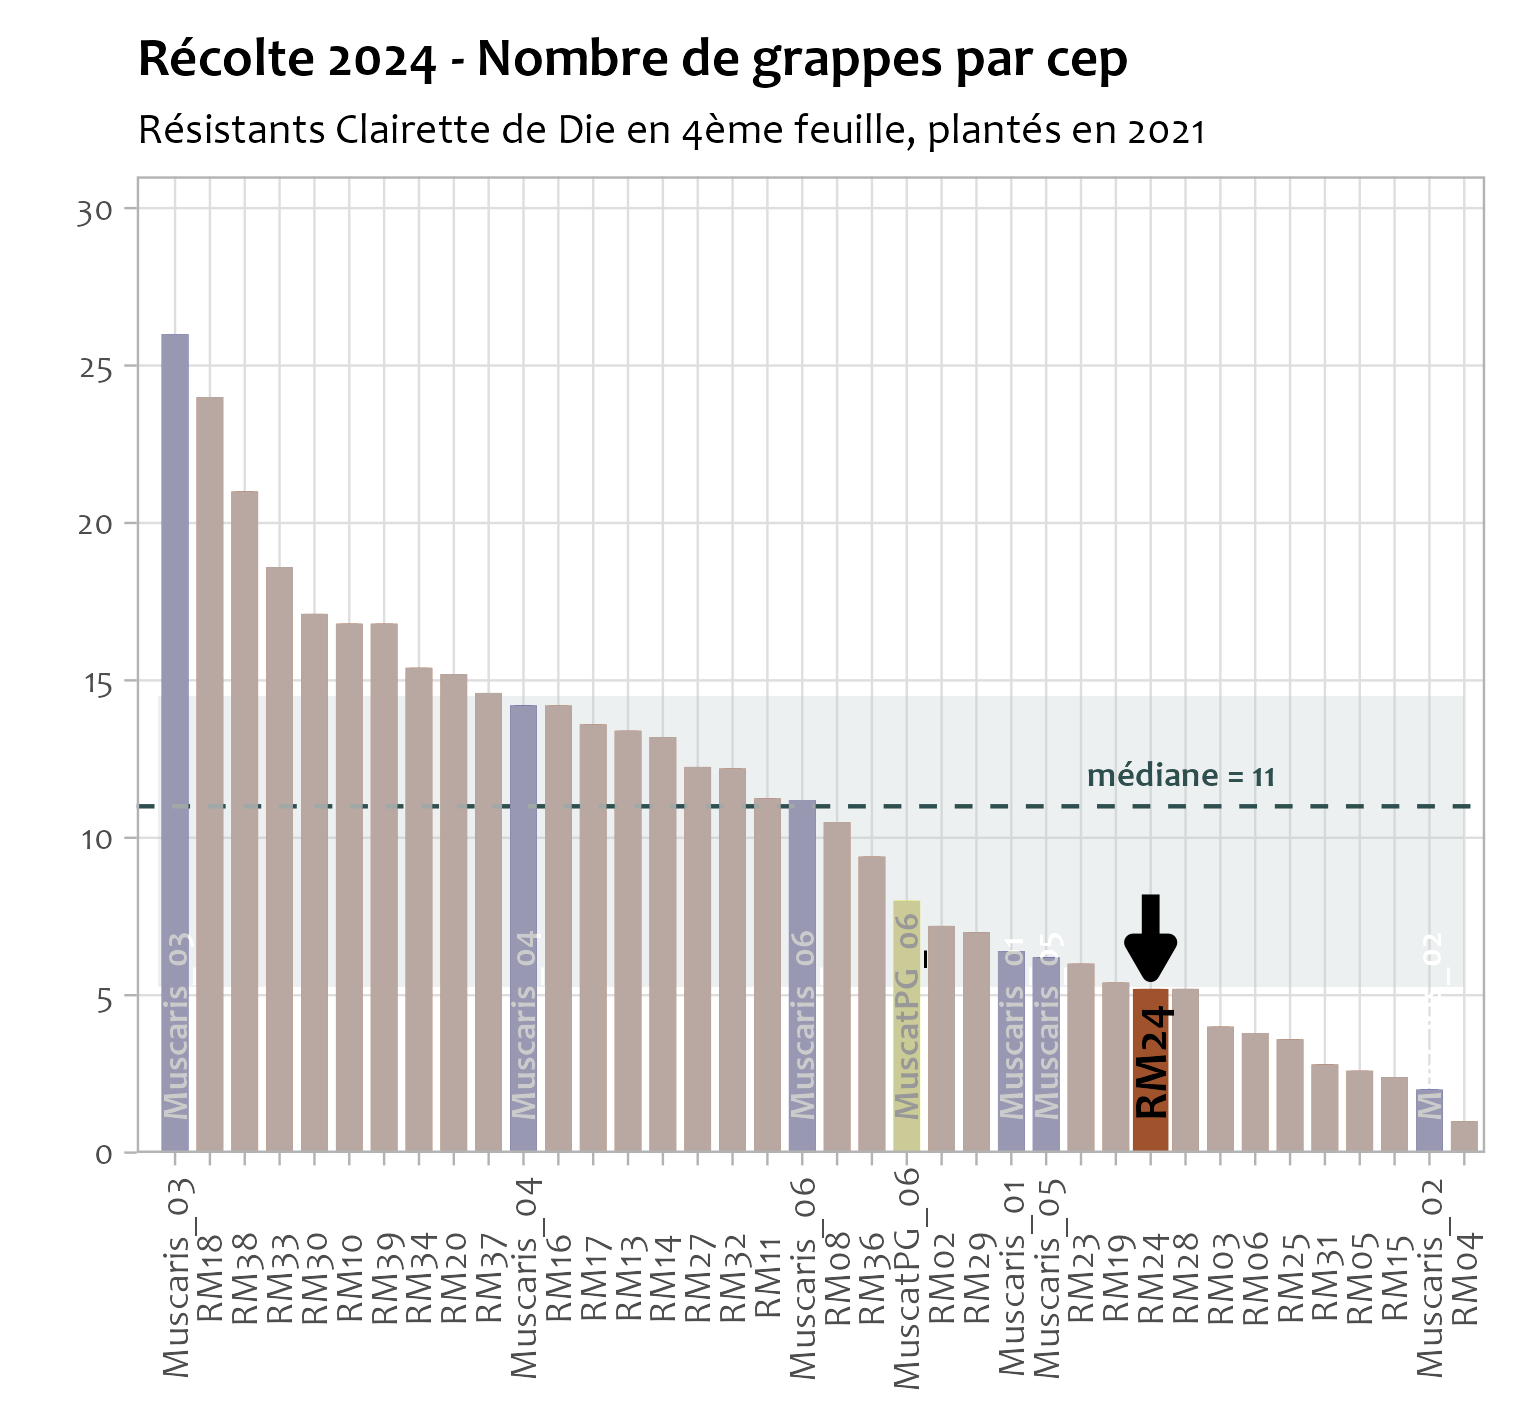 Récolte 2024 - Nombre de grappes par cep
Résistants Clairette de Die en 4ème feuille, plantés en 2021
30
25
20
15
10
5
0
médiane = 11
Muscaris_03
Muscaris_04
Muscaris_06
MuscatPG_06
Muscaris_01
Muscaris_05
RM24
Muscaris_02
Muscaris_03
RM18
RM38
RM33
RM30
RM10
RM39
RM34
RM20
RM37
Muscaris_04
RM16
RM17
RM13
RM14
RM27
RM32
RM11
Muscaris_06
RM08
RM36
MuscatPG_06
RM02
RM29
Muscaris_01
Muscaris_05
RM23
RM19
RM24
RM28
RM03
RM06
RM25
RM31
RM05
RM15
Muscaris_02
RM04